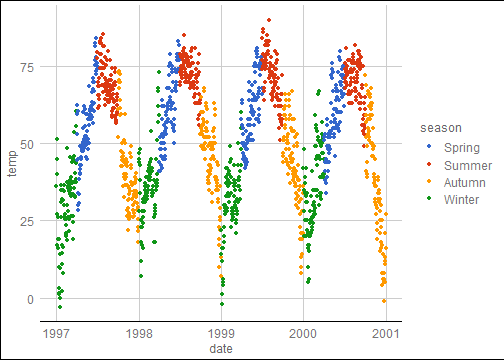 75
50
25
0
temp
1997
1998
1999
2000
2001
date
season
Spring
Summer
Autumn
Winter